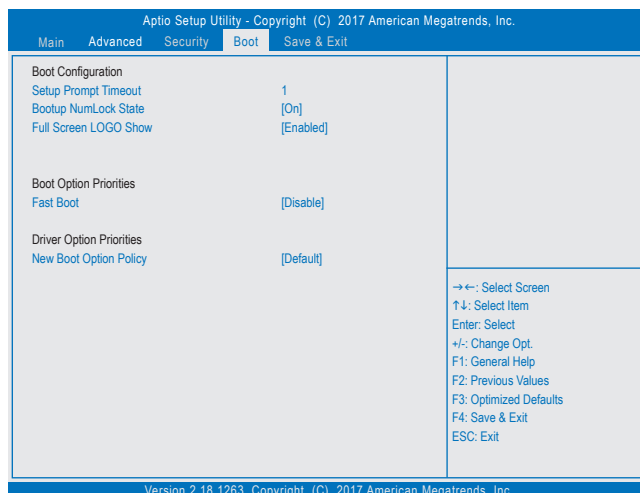 Aptio Setup Utility - Copyright (C) 2017 American Megatrends, Inc.
Main Advanced Security Boot Save & Exit
Boot Configuration
Setup Prompt Timeout 1
Bootup NumLock State [On]
Full Screen LOGO Show [Enabled]
Boot Option Priorities
Fast Boot [Disable]
Driver Option Priorities
New Boot Option Policy [Default]
→←: Select Screen
↑↓: Select Item
Enter: Select
+/-: Change Opt.
F1: General Help
F2: Previous Values
F3: Optimized Defaults
F4: Save & Exit
ESC: Exit
Version 2.18.1263. Copyright (C) 2017 American Megatrends, Inc.